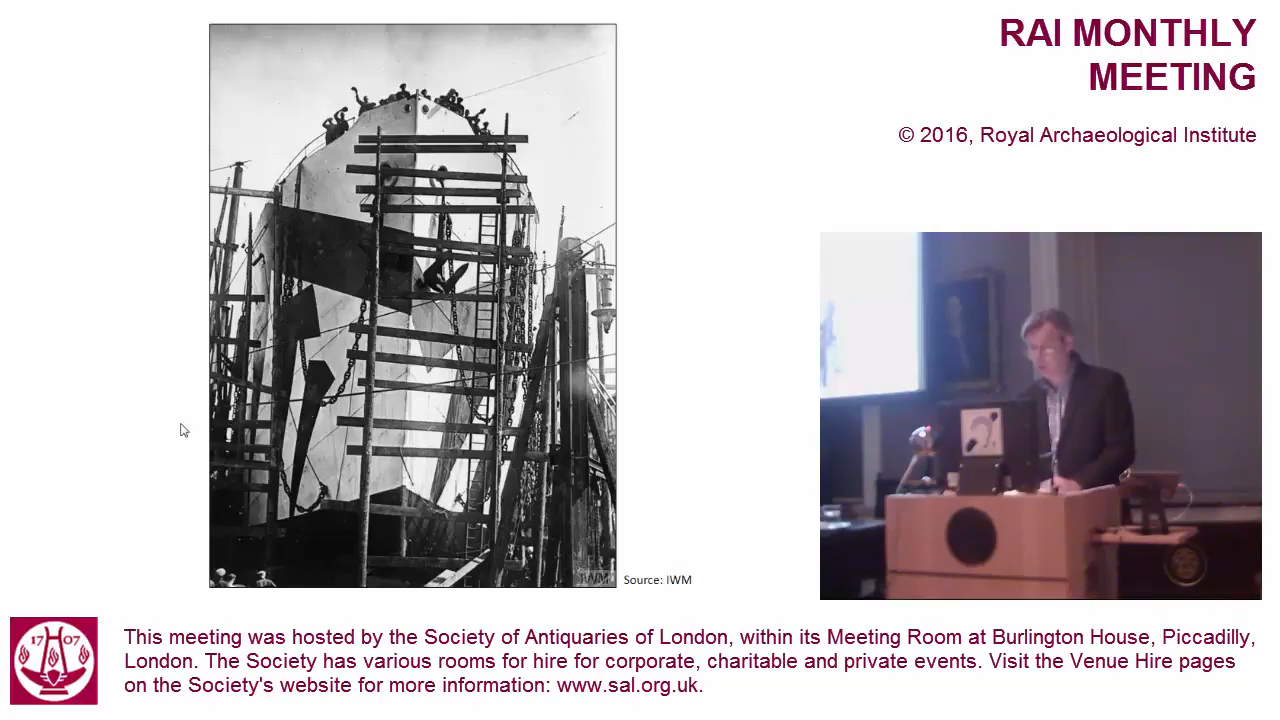 RAI MONTHLY
MEETING
© 2016, Royal Archaeological Institute
IWM
Source: IWM
17 07
This meeting was hosted by the Society of Antiquaries of London, within its Meeting Room at Burlington House, Piccadilly,
London. The Society has various rooms for hire for corporate, charitable and private events. Visit the Venue Hire pages
on the Society's website for more information: www.sal.org.uk.